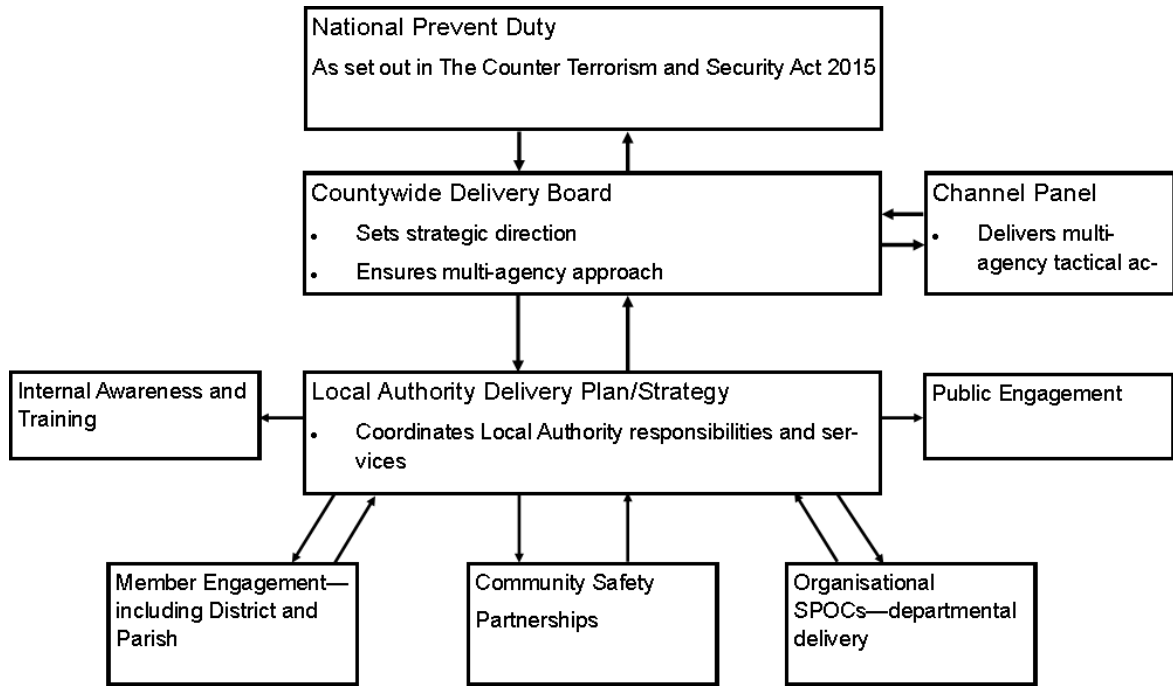 National Prevent Duty
As set out in The Counter Terrorism and Security Act 2015
Countywide Delivery Board
• Sets strategic direction
• Ensures multi-agency approach
Channel Panel
• Delivers multi-
agency tactical ac-
Internal Awareness and
Training
Local Authority Delivery Plan/Strategy
• Coordinates Local Authority responsibilities and ser-
vices
Public Engagement
Member Engagement—
including District and
Parish
Community Safety
Partnerships
Organisational
SPOCs—departmental
delivery